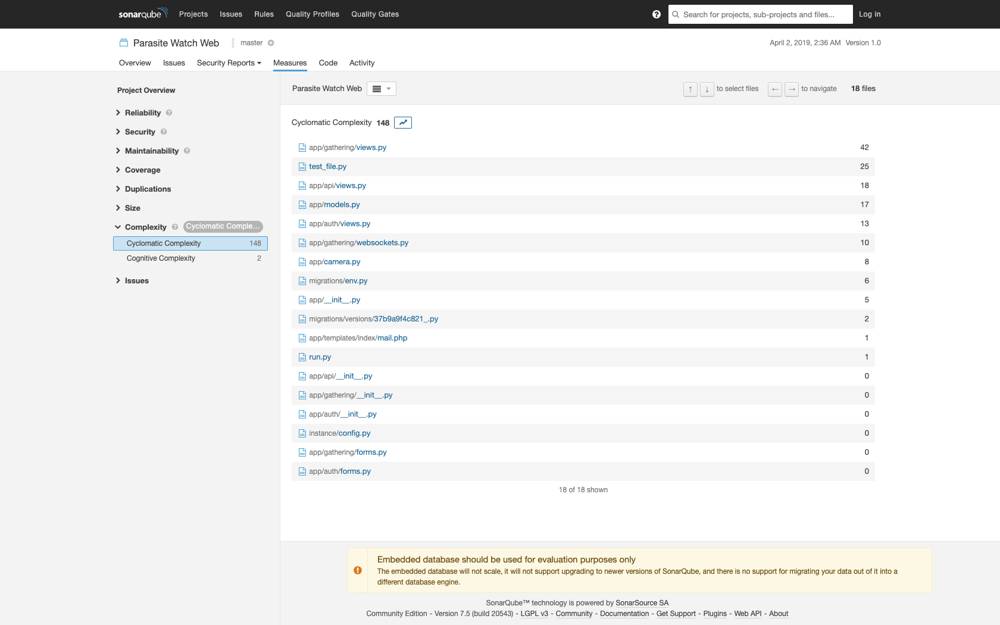 sonarqube Projects Issues Rules Quality Profiles Quality Gates ? Search for projects, sub-projects and files... Log in
Parasite Watch Web master April 2, 2019, 2:36 AM Version 1.0
Overview Issues Security Reports Measures Code Activity
Project Overview
Reliability ?
Security ?
Maintainability ?
Coverage
Duplications
Size
Complexity ? Cyclomatic Comple...
Cyclomatic Complexity 148
Cognitive Complexity 2
Issues
Parasite Watch Web ↑ ↓ to select files ← → to navigate 18 files
Cyclomatic Complexity 148
app/gathering/views.py 42
test_file.py 25
app/api/views.py 18
app/models.py 17
app/auth/views.py 13
app/gathering/websockets.py 10
app/camera.py 8
migrations/env.py 6
app/__init__.py 5
migrations/versions/37b9a9f4c821_.py 2
app/templates/index/mail.php 1
run.py 1
app/api/__init__.py 0
app/gathering/__init__.py 0
app/auth/__init__.py 0
instance/config.py 0
app/gathering/forms.py 0
app/auth/forms.py 0
18 of 18 shown
Embedded database should be used for evaluation purposes only
The embedded database will not scale, it will not support upgrading to newer versions of SonarQube, and there is no support for migrating your data out of it into a
different database engine.
SonarQube™ technology is powered by SonarSource SA
Community Edition - Version 7.5 (build 20543) - LGPL v3 - Community - Documentation - Get Support - Plugins - Web API - About